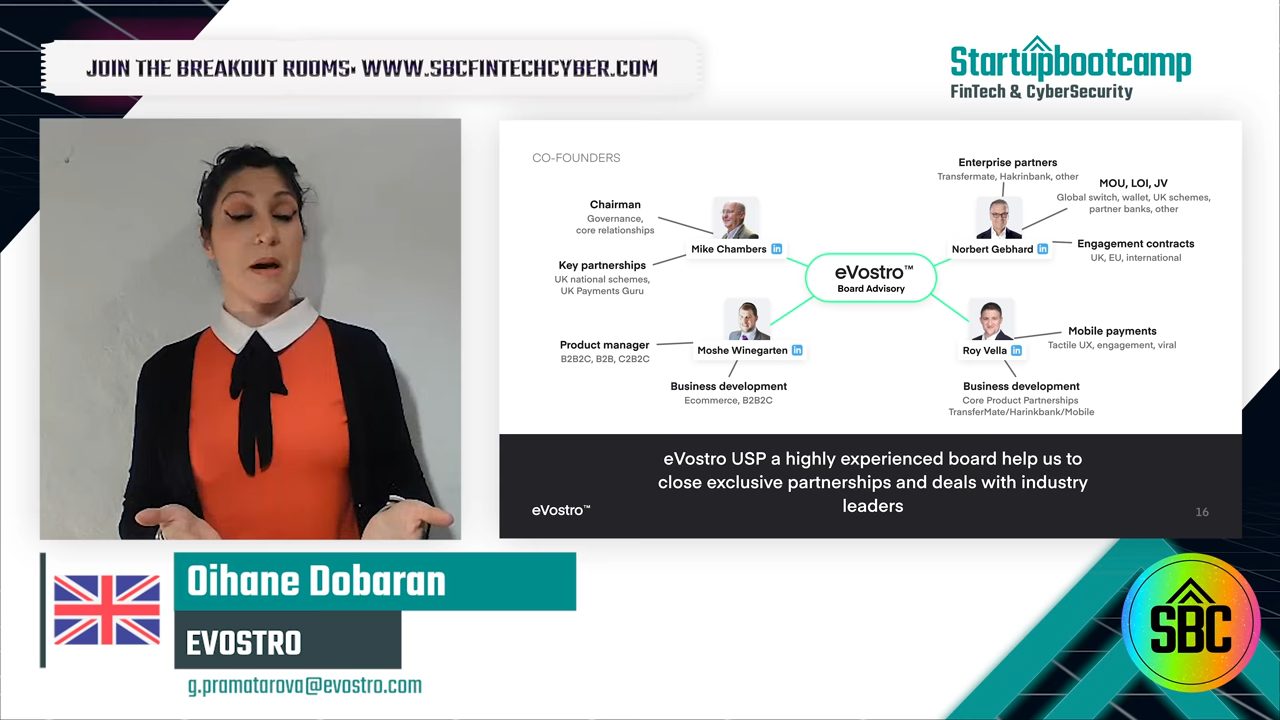 JOIN THE BREAKOUT ROOMS: WWW.SBCFINTECHCYBER.COM
Startupbootcamp
FinTech & CyberSecurity
CO-FOUNDERS
Enterprise partners
Transfermate, Hakrinbank, other
MOU, LOI, JV
Global switch, wallet, UK schemes,
partner banks, other
Chairman
Governance,
core relationships
Mike Chambers in
Norbert Gebhard in
Engagement contracts
UK, EU, international
Key partnerships
UK national schemes,
UK Payments Guru
eVostro™
Board Advisory
Product manager
B2B2C, B2B, C2B2C
Moshe Winegarten in
Roy Vella in
Mobile payments
Tactile UX, engagement, viral
Business development
Ecommerce, B2B2C
Business development
Core Product Partnerships
TransferMate/Harinkbank/Mobile
eVostro USP a highly experienced board help us to
close exclusive partnerships and deals with industry
leaders
eVostro™
16
Oihane Dobaran
EVOSTRO
g.pramatarova@evostro.com
SBC